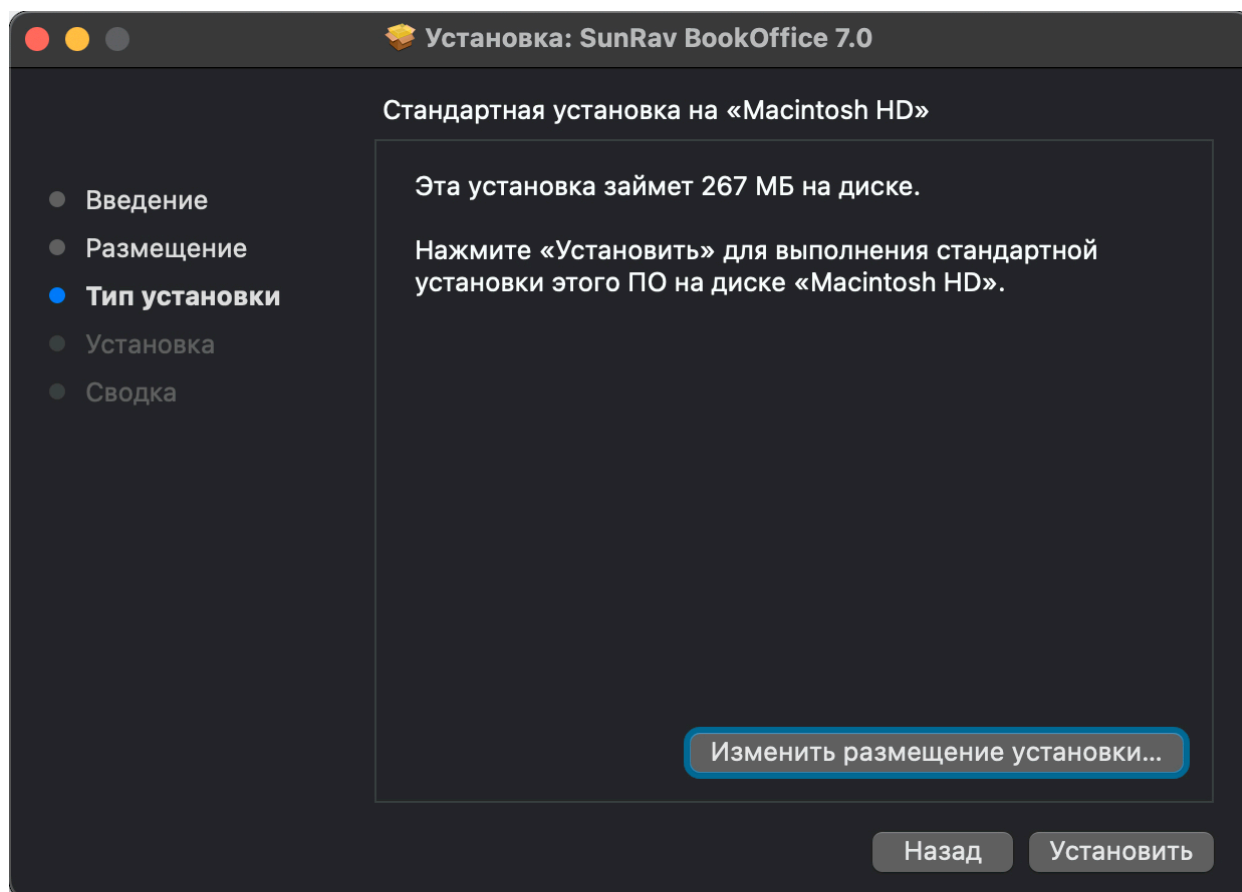 Установка: SunRav BookOffice 7.0
Стандартная установка на «Macintosh HD»
Введение
Размещение
Тип установки
Установка
Сводка
Эта установка займет 267 МБ на диске.
Нажмите «Установить» для выполнения стандартной
установки этого ПО на диске «Macintosh HD».
Изменить размещение установки...
Назад
Установить